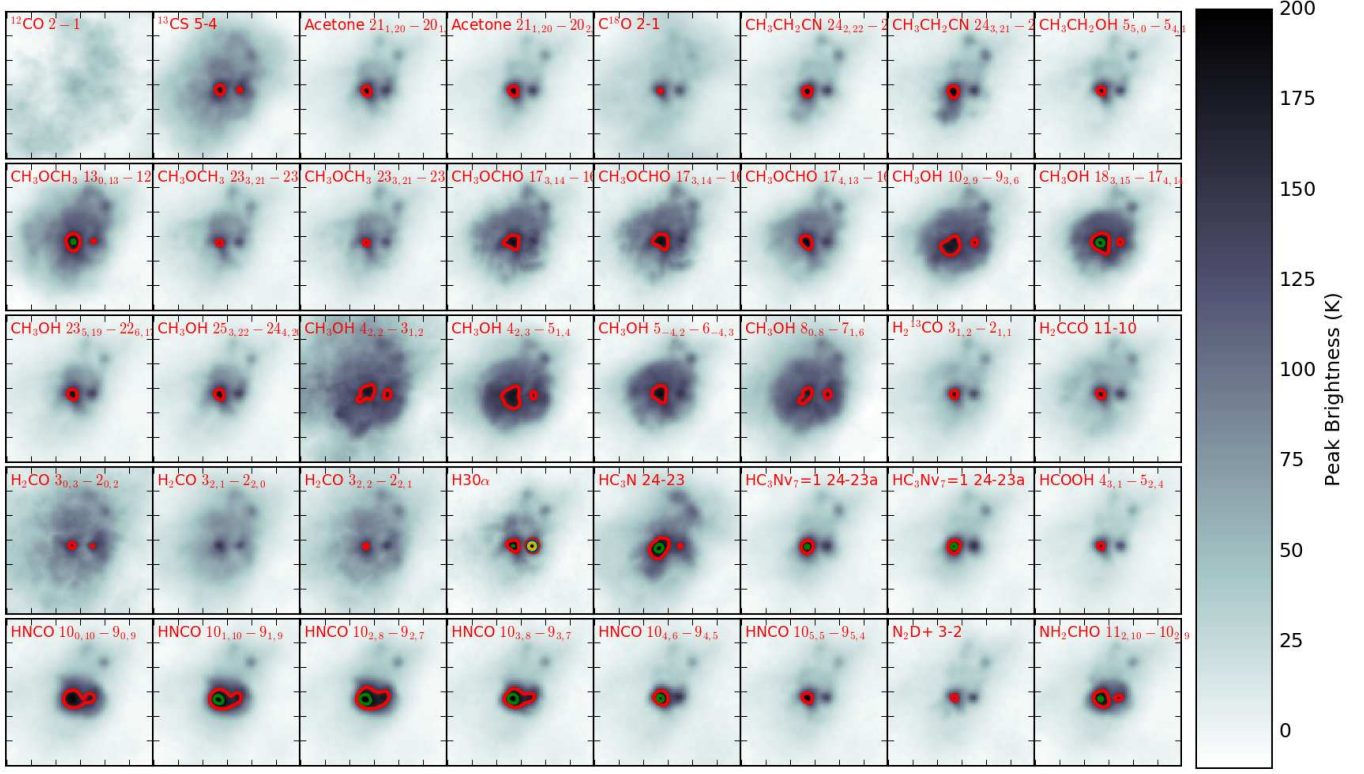 ¹²CO 2 − 1
¹³CS 5-4
Acetone 21₁,₂₀ − 20₁,
Acetone 21₁,₂₀ − 20₂,
C¹⁸O 2-1
CH₃CH₂CN 24₂,₂₂ − 2
CH₃CH₂CN 24₃,₂₁ − 2
CH₃CH₂OH 5₅,₀ − 5₄,₁
CH₃OCH₃ 13₀,₁₃ − 12
CH₃OCH₃ 23₃,₂₁ − 23
CH₃OCH₃ 23₃,₂₁ − 23
CH₃OCHO 17₃,₁₄ − 16
CH₃OCHO 17₃,₁₄ − 16
CH₃OCHO 17₄,₁₃ − 16
CH₃OH 10₂,₉ − 9₃,₆
CH₃OH 18₃,₁₅ − 17₄,₁₄
CH₃OH 23₅,₁₉ − 22₆,₁₇
CH₃OH 25₃,₂₂ − 24₄,₂₀
CH₃OH 4₂,₂ − 3₁,₂
CH₃OH 4₂,₃ − 5₁,₄
CH₃OH 5₋₄,₂ − 6₋₄,₃
CH₃OH 8₀,₈ − 7₁,₆
H₂¹³CO 3₁,₂ − 2₁,₁
H₂CCO 11-10
H₂CO 3₀,₃ − 2₀,₂
H₂CO 3₂,₁ − 2₂,₀
H₂CO 3₂,₂ − 2₂,₁
H30α
HC₃N 24-23
HC₃Nv₇=1 24-23a
HC₃Nv₇=1 24-23a
HCOOH 4₃,₁ − 5₂,₄
HNCO 10₀,₁₀ − 9₀,₉
HNCO 10₁,₁₀ − 9₁,₉
HNCO 10₂,₈ − 9₂,₇
HNCO 10₃,₈ − 9₃,₇
HNCO 10₄,₆ − 9₄,₅
HNCO 10₅,₅ − 9₅,₄
N₂D+ 3-2
NH₂CHO 11₂,₁₀ − 10₂,₉
200
175
150
125
100
75
50
25
0
Peak Brightness (K)